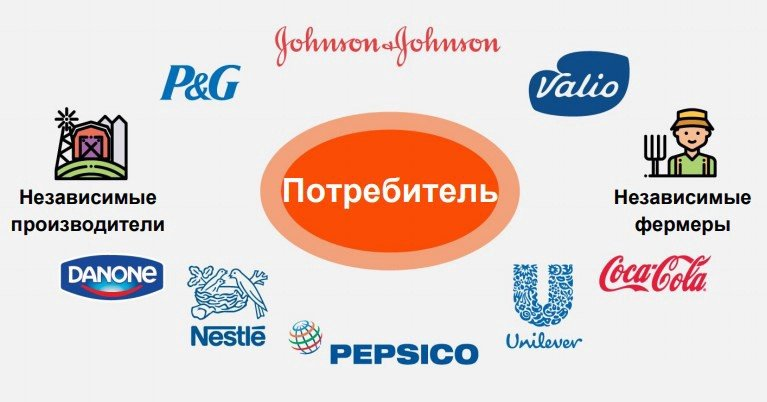 Johnson & Johnson
P&G
Valio
Потребитель
Независимые
производители
Независимые
фермеры
DANONE
Nestlé
PEPSICO
Unilever
Coca-Cola